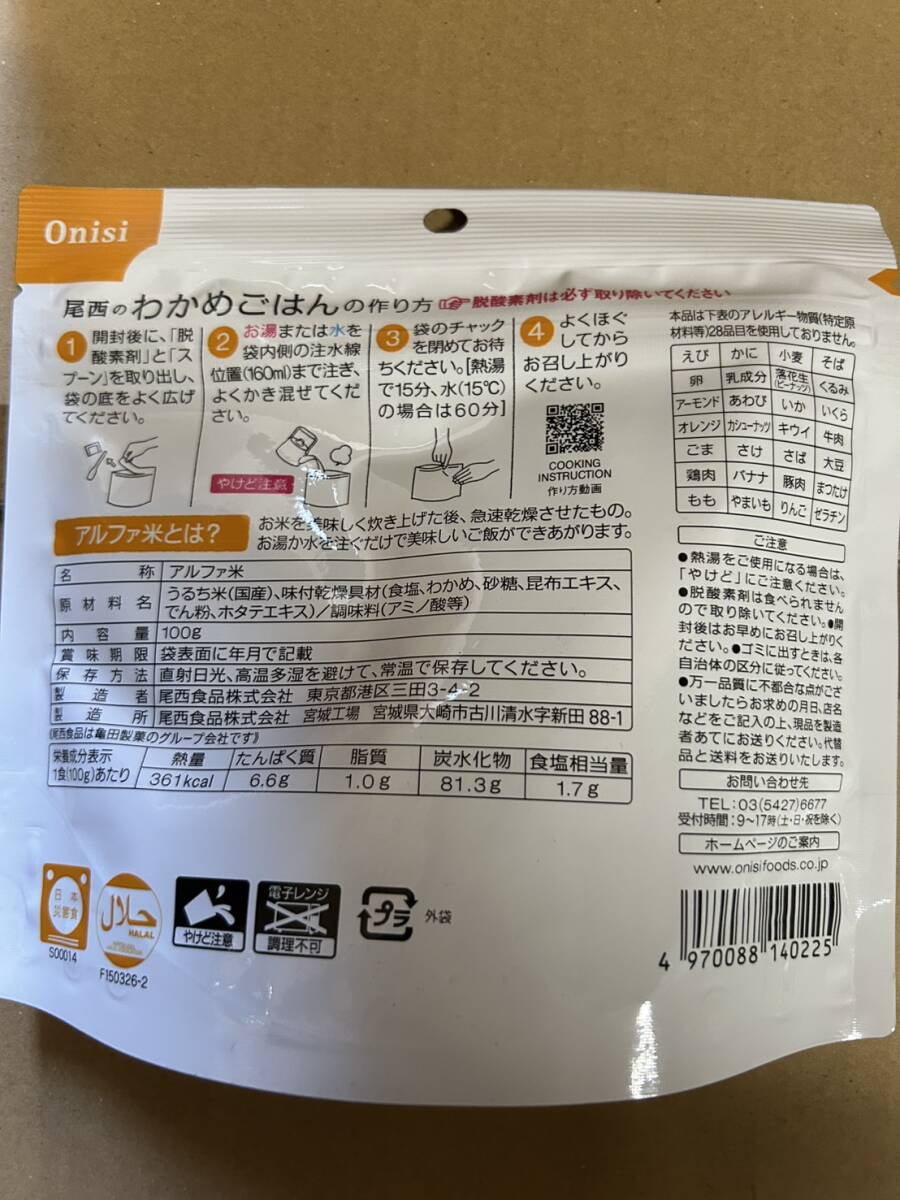 Onisi
尾西のわかめごはんの作り方 脱酸素剤は必ず取り除いてください
1 開封後に、「脱
酸素剤」と「ス
プーン」を取り出し、
袋の底をよく広げ
てください。
2 お湯または水を
袋内側の注水線
位置(160ml)まで注ぎ、
よくかき混ぜてくだ
さい。
やけど注意
3 袋のチャック
を閉めてお待
ちください。[熱湯
で15分、水(15℃)
の場合は60分]
4 よくほぐ
してから
お召し上がり
ください。
COOKING
INSTRUCTION
作り方動画
アルファ米とは?
お米を美味しく炊き上げた後、急速乾燥させたもの。
お湯か水を注ぐだけで美味しいご飯ができあがります。
名称 アルファ米
原材料名 うるち米(国産)、味付乾燥具材(食塩、わかめ、砂糖、昆布エキス、
でん粉、ホタテエキス)/調味料(アミノ酸等)
内容量 100g
賞味期限 袋表面に年月で記載
保存方法 直射日光、高温多湿を避けて、常温で保存してください。
製造者 尾西食品株式会社 東京都港区三田3-4-2
製造所 尾西食品株式会社 宮城工場 宮城県大崎市古川清水字新田88-1
《尾西食品は亀田製菓のグループ会社です》
栄養成分表示
1食(100g)あたり
熱量 たんぱく質 脂質 炭水化物 食塩相当量
361kcal 6.6g 1.0g 81.3g 1.7g
本品は下表のアレルギー物質(特定原
材料等)28品目を使用しておりません。
えび かに 小麦 そば
卵 乳成分 落花生(ピーナッツ) くるみ
アーモンド あわび いか いくら
オレンジ カシューナッツ キウイ 牛肉
ごま さけ さば 大豆
鶏肉 バナナ 豚肉 まつたけ
もも やまいも りんご ゼラチン
ご注意
●熱湯をご使用になる場合は、
「やけど」にご注意ください。
●脱酸素剤は食べられません
ので取り除いてください。●開
封後はお早めにお召し上がりく
ださい。●ゴミに出すときは、各
自治体の区分に従ってください。
●万一品質に不都合な点がござ
いましたらお求めの月日、店名
などをご記入の上、現品を製造
者あてにお送りください。代替
品と送料をお送りいたします。
お問い合わせ先
TEL:03(5427)6677
受付時間:9~17時(土・日・祝を除く)
ホームページのご案内
www.onisifoods.co.jp
4 970088 140225
日本
災害食
S00014
حلال
HALAL
F150326-2
やけど注意
電子レンジ
調理不可
プラ
外袋